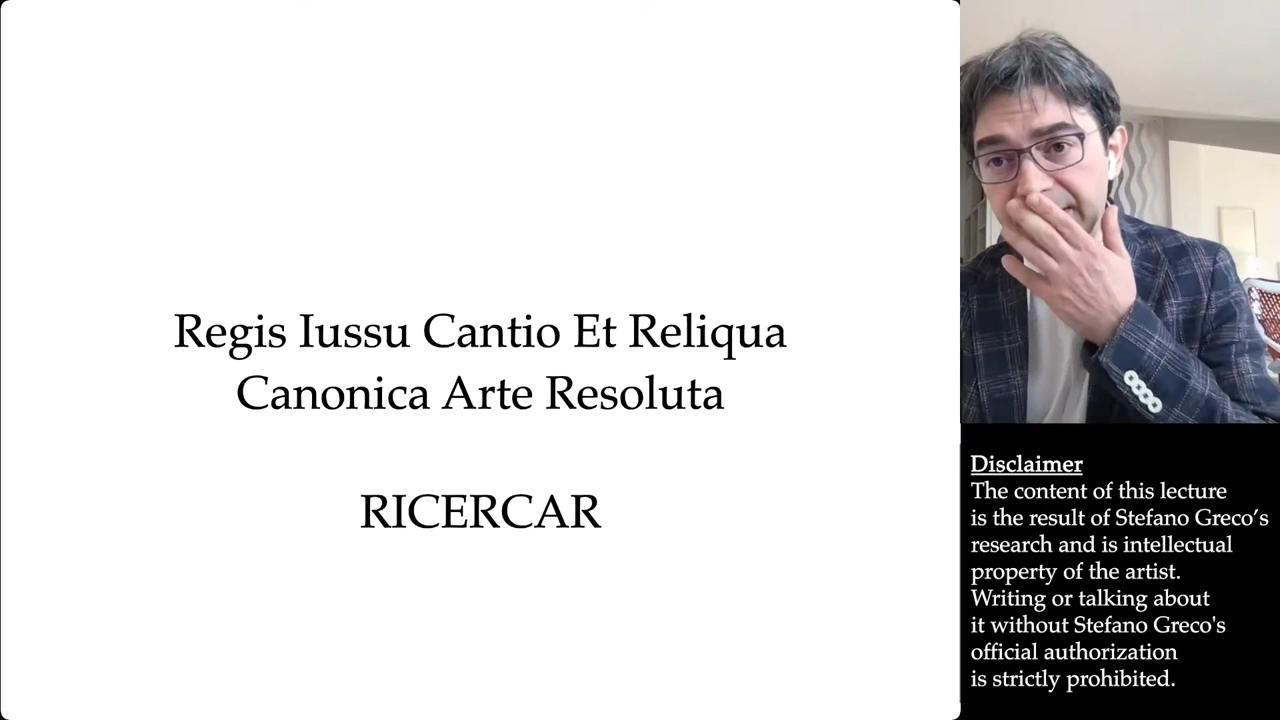 Regis Iussu Cantio Et Reliqua
Canonica Arte Resoluta
RICERCAR
Disclaimer
The content of this lecture
is the result of Stefano Greco’s
research and is intellectual
property of the artist.
Writing or talking about
it without Stefano Greco's
official authorization
is strictly prohibited.